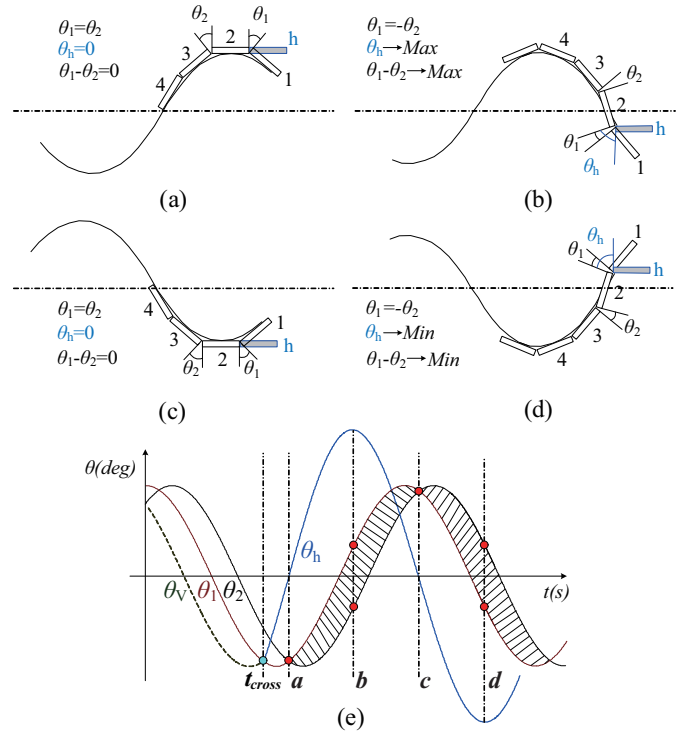 θ₁=θ₂
θₕ=0
θ₁-θ₂=0
θ₂
θ₁
2
h
3
1
4
(a)
θ₁=-θ₂
θₕ→Max
θ₁-θ₂→Max
4
3
θ₂
2
h
θ₁
θₕ
1
(b)
θ₁=θ₂
θₕ=0
θ₁-θ₂=0
4
3
1
h
θ₂
2
θ₁
(c)
θₕ
1
θ₁
h
2
θ₁=-θ₂
θₕ→Min
θ₁-θ₂→Min
θ₂
3
4
(d)
θ(deg)
θₕ
θV θ₁ θ₂
t(s)
tcross a b c d
(e)